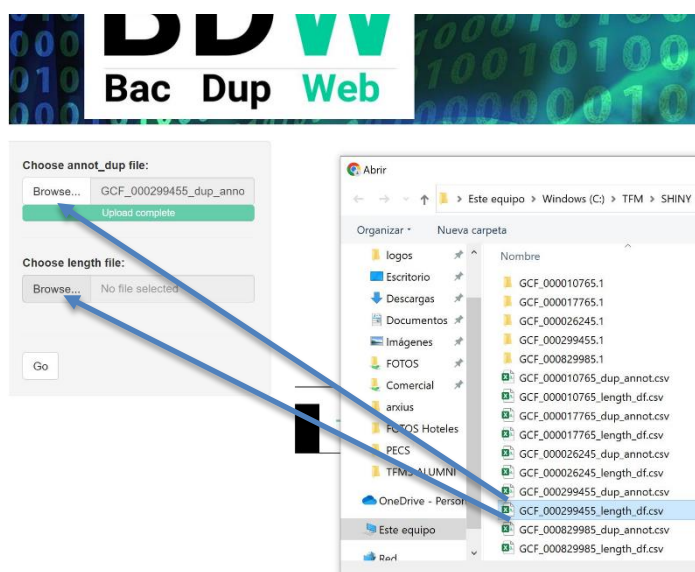 BDW
Bac Dup Web
Choose annot_dup file:
Browse... GCF_000299455_dup_anno
Upload complete
Choose length file:
Browse... No file selected
Go
Abrir
Este equipo > Windows (C:) > TFM > SHINY
Organizar
Nueva carpeta
logos
Escritorio
Descargas
Documentos
Imágenes
FOTOS
Comercial
arxius
FOTOS Hoteles
PECS
TFMS ALUMNI
OneDrive - Person
Este equipo
Red
Nombre
GCF_000010765.1
GCF_000017765.1
GCF_000026245.1
GCF_000299455.1
GCF_000829985.1
GCF_000010765_dup_annot.csv
GCF_000010765_length_df.csv
GCF_000017765_dup_annot.csv
GCF_000017765_length_df.csv
GCF_000026245_dup_annot.csv
GCF_000026245_length_df.csv
GCF_000299455_dup_annot.csv
GCF_000299455_length_df.csv
GCF_000829985_dup_annot.csv
GCF_000829985_length_df.csv